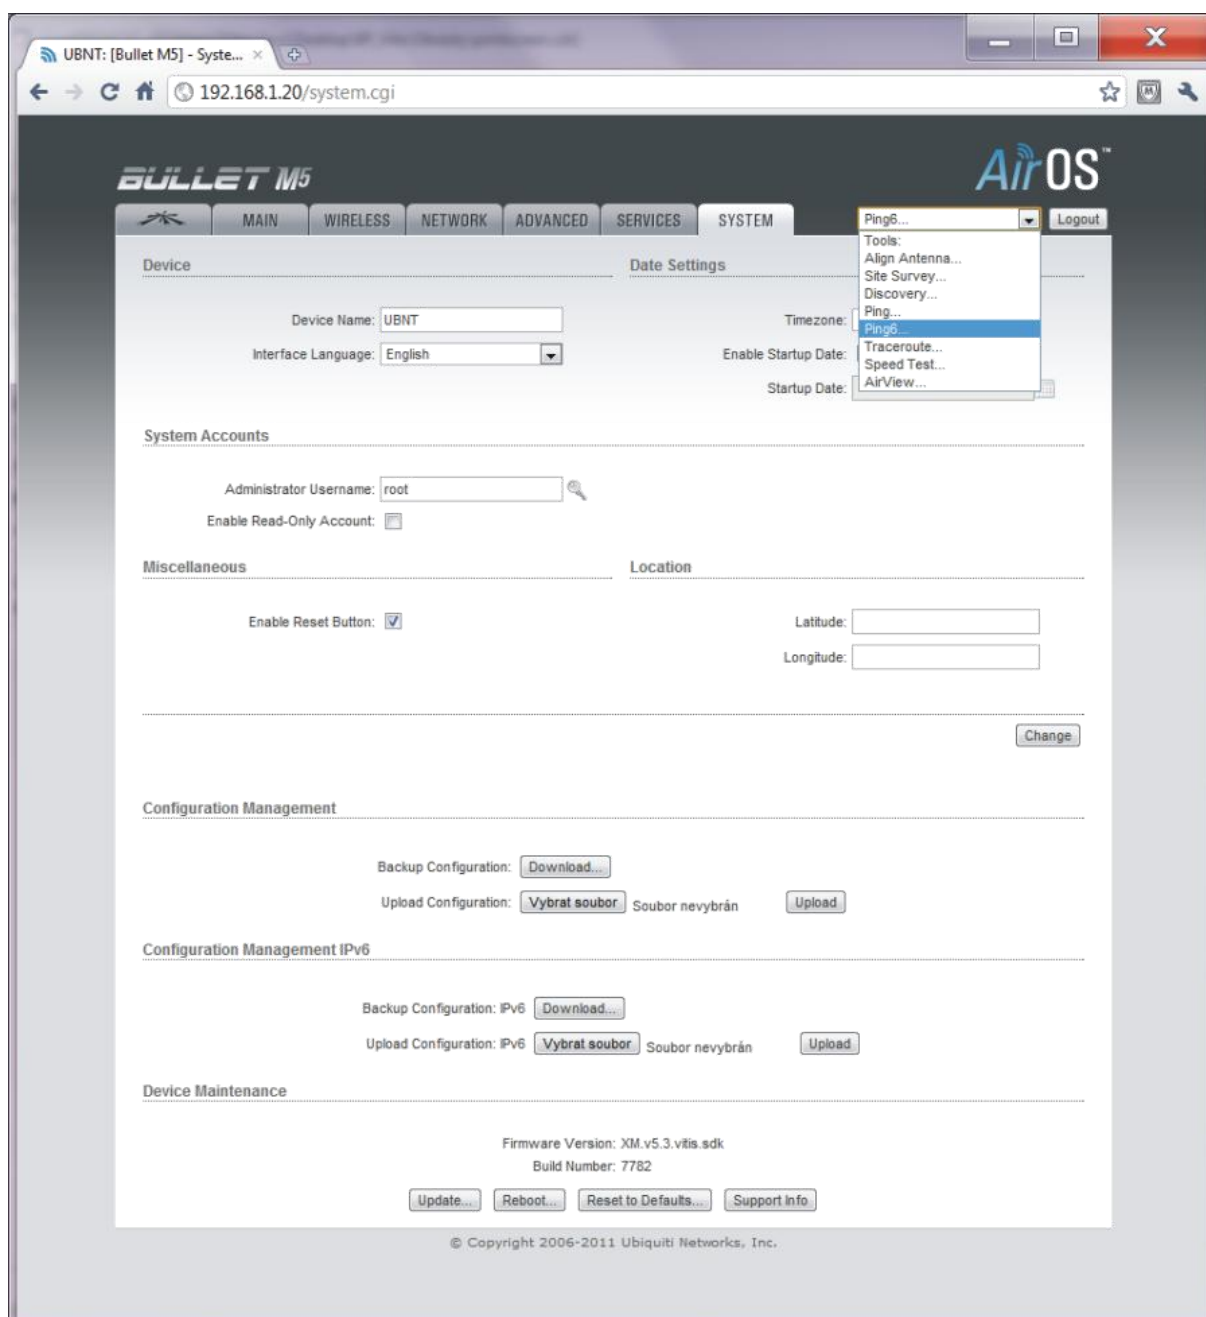 UBNT: [Bullet M5] - Syste...
192.168.1.20/system.cgi
BULLET M5
AirOS™
MAIN WIRELESS NETWORK ADVANCED SERVICES SYSTEM Ping6... Logout
Tools:
Align Antenna...
Site Survey...
Discovery...
Ping...
Ping6...
Traceroute...
Speed Test...
AirView...
Device
Device Name: UBNT
Interface Language: English
Date Settings
Timezone:
Enable Startup Date:
Startup Date:
System Accounts
Administrator Username: root
Enable Read-Only Account:
Miscellaneous
Enable Reset Button:
Location
Latitude:
Longitude:
Change
Configuration Management
Backup Configuration: Download...
Upload Configuration: Vybrat soubor Soubor nevybrán Upload
Configuration Management IPv6
Backup Configuration: IPv6 Download...
Upload Configuration: IPv6 Vybrat soubor Soubor nevybrán Upload
Device Maintenance
Firmware Version: XM.v5.3.vitis.sdk
Build Number: 7782
Update... Reboot... Reset to Defaults... Support Info
© Copyright 2006-2011 Ubiquiti Networks, Inc.